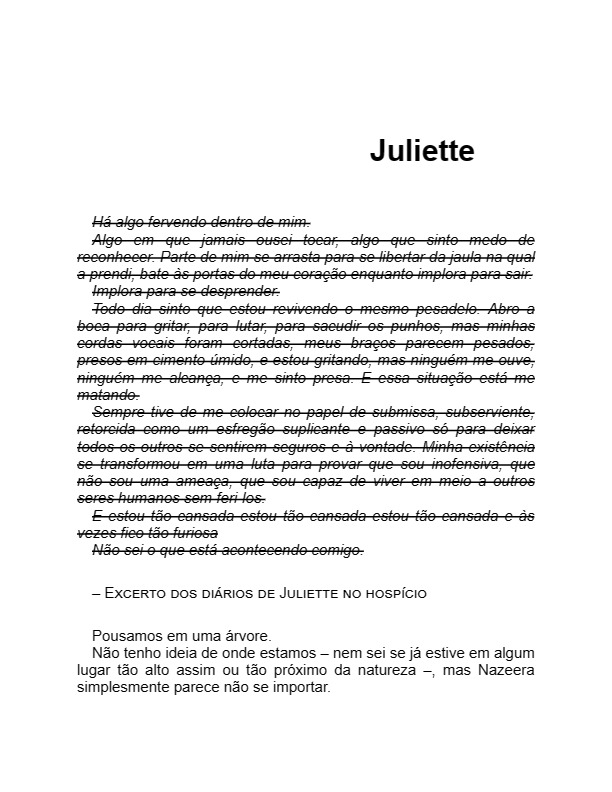 Juliette
Há algo fervendo dentro de mim.
Algo em que jamais ousei tocar, algo que sinto medo de
reconhecer. Parte de mim se arrasta para se libertar da jaula na qual
a prendi, bate às portas do meu coração enquanto implora para sair.
Implora para se desprender.
Todo dia sinto que estou revivendo o mesmo pesadelo. Abro a
boca para gritar, para lutar, para sacudir os punhos, mas minhas
cordas vocais foram cortadas, meus braços parecem pesados,
presos em cimento úmido, e estou gritando, mas ninguém me ouve,
ninguém me alcança, e me sinto presa. E essa situação está me
matando.
Sempre tive de me colocar no papel de submissa, subserviente,
retorcida como um esfregão suplicante e passivo só para deixar
todos os outros se sentirem seguros e à vontade. Minha existência
se transformou em uma luta para provar que sou inofensiva, que
não sou uma ameaça, que sou capaz de viver em meio a outros
seres humanos sem feri-los.
E estou tão cansada estou tão cansada estou tão cansada e às
vezes fico tão furiosa
Não sei o que está acontecendo comigo.
– Excerto dos diários de Juliette no hospício
Pousamos em uma árvore.
Não tenho ideia de onde estamos – nem sei se já estive em algum
lugar tão alto assim ou tão próximo da natureza –, mas Nazeera
simplesmente parece não se importar.